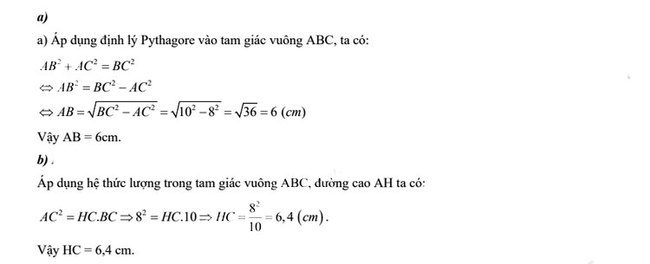 a)
a) Áp dụng định lý Pythagore vào tam giác vuông ABC, ta có:
AB² + AC² = BC²
⇔ AB² = BC² − AC²
⇔ AB = √(BC² − AC²) = √(10² − 8²) = √36 = 6 (cm)
Vậy AB = 6cm.
b) .
Áp dụng hệ thức lượng trong tam giác vuông ABC, đường cao AH ta có:
AC² = HC.BC ⇒ 8² = HC.10 ⇒ HC = 8²/10 = 6,4 (cm).
Vậy HC = 6,4 cm.